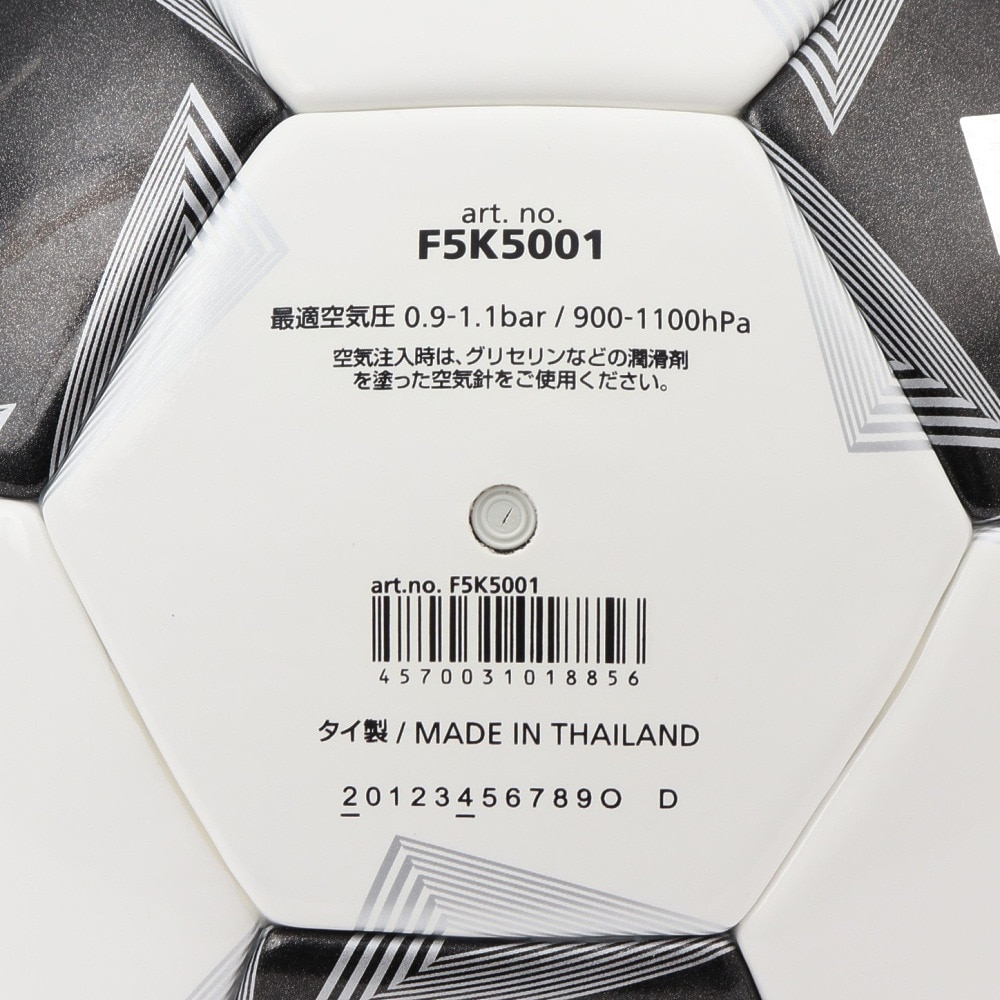 art. no.
F5K5001
最適空気圧 0.9-1.1bar / 900-1100hPa
空気注入時は、グリセリンなどの潤滑剤
を塗った空気針をご使用ください。
art.no. F5K5001
4570031018856
タイ製 / MADE IN THAILAND
20123456789O D